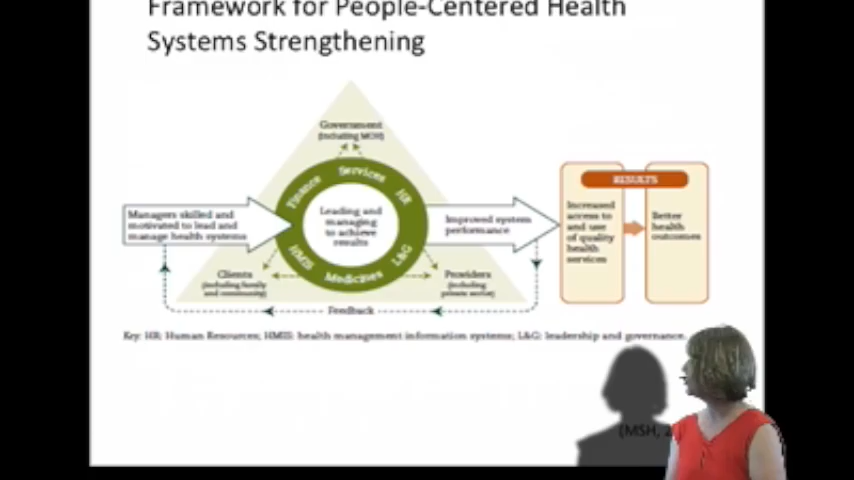 Framework for People-Centered Health
Systems Strengthening
Government
(including MOH)
Finance
Services
HR
Managers skilled and
motivated to lead and
manage health systems
Leading and
managing
to achieve
results
Improved system
performance
RESULTS
Increased
access to
and use
of quality
health
services
Better
health
outcomes
HMIS
Medicines
L&G
Clients
(including family
and community)
Providers
(including
private sector)
Feedback
Key: HR: Human Resources; HMIS: health management information systems; L&G: leadership and governance.
(MSH, 2